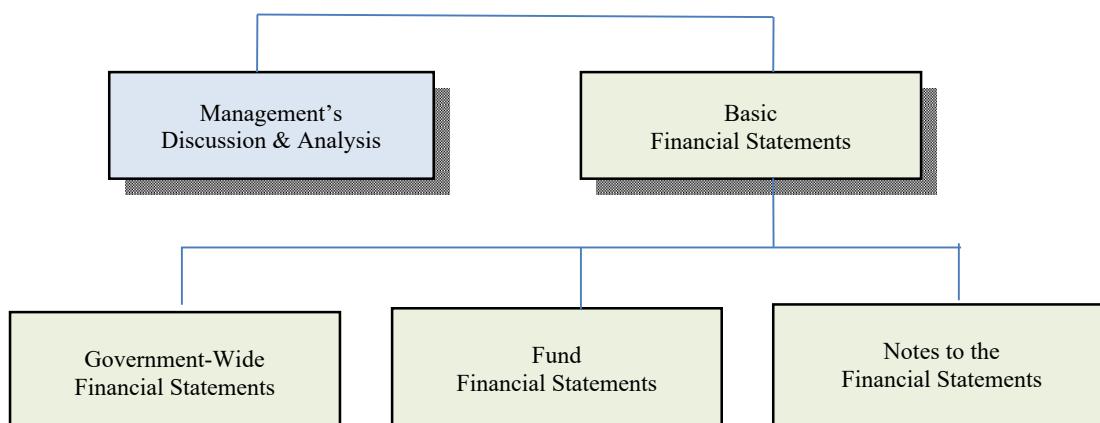 Management’s
Discussion & Analysis
Basic
Financial Statements
Government-Wide
Financial Statements
Fund
Financial Statements
Notes to the
Financial Statements